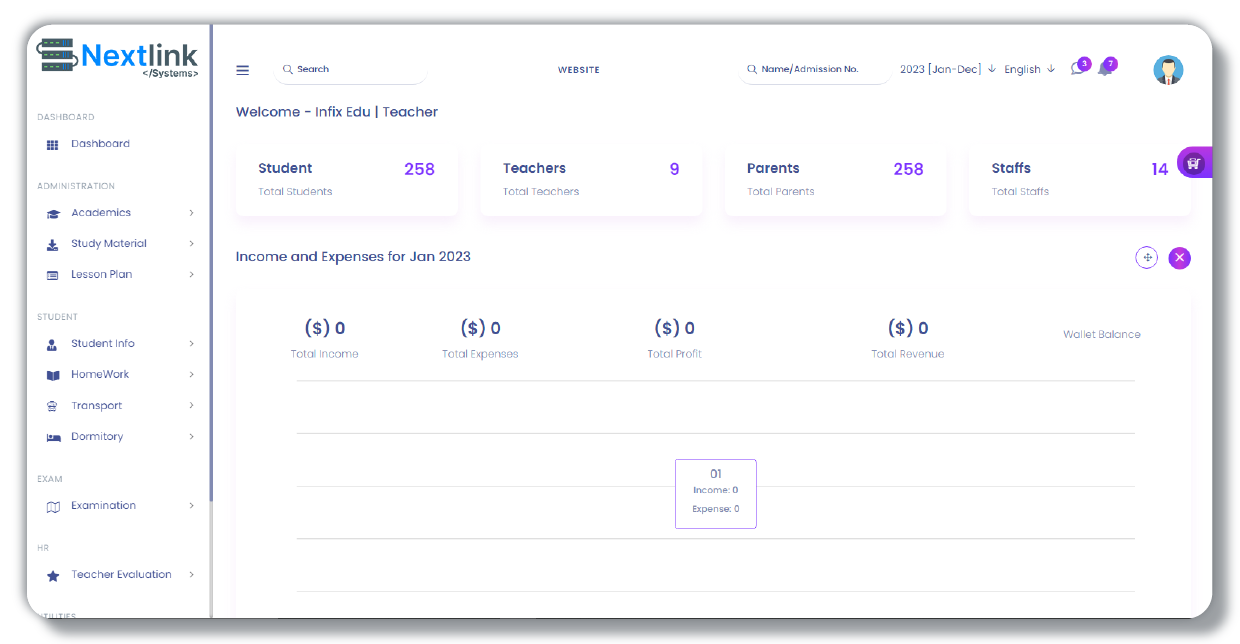 Nextlink
</Systems>
DASHBOARD
Dashboard
ADMINISTRATION
Academics
Study Material
Lesson Plan
STUDENT
Student Info
HomeWork
Transport
Dormitory
EXAM
Examination
HR
Teacher Evaluation
UTILITIES
Search
WEBSITE
Name/Admission No.
2023 [Jan-Dec]
English
3
7
Welcome - Infix Edu | Teacher
Student 258
Total Students
Teachers 9
Total Teachers
Parents 258
Total Parents
Staffs 14
Total Staffs
Income and Expenses for Jan 2023
($) 0
Total Income
($) 0
Total Expenses
($) 0
Total Profit
($) 0
Total Revenue
Wallet Balance
01
Income: 0
Expense: 0